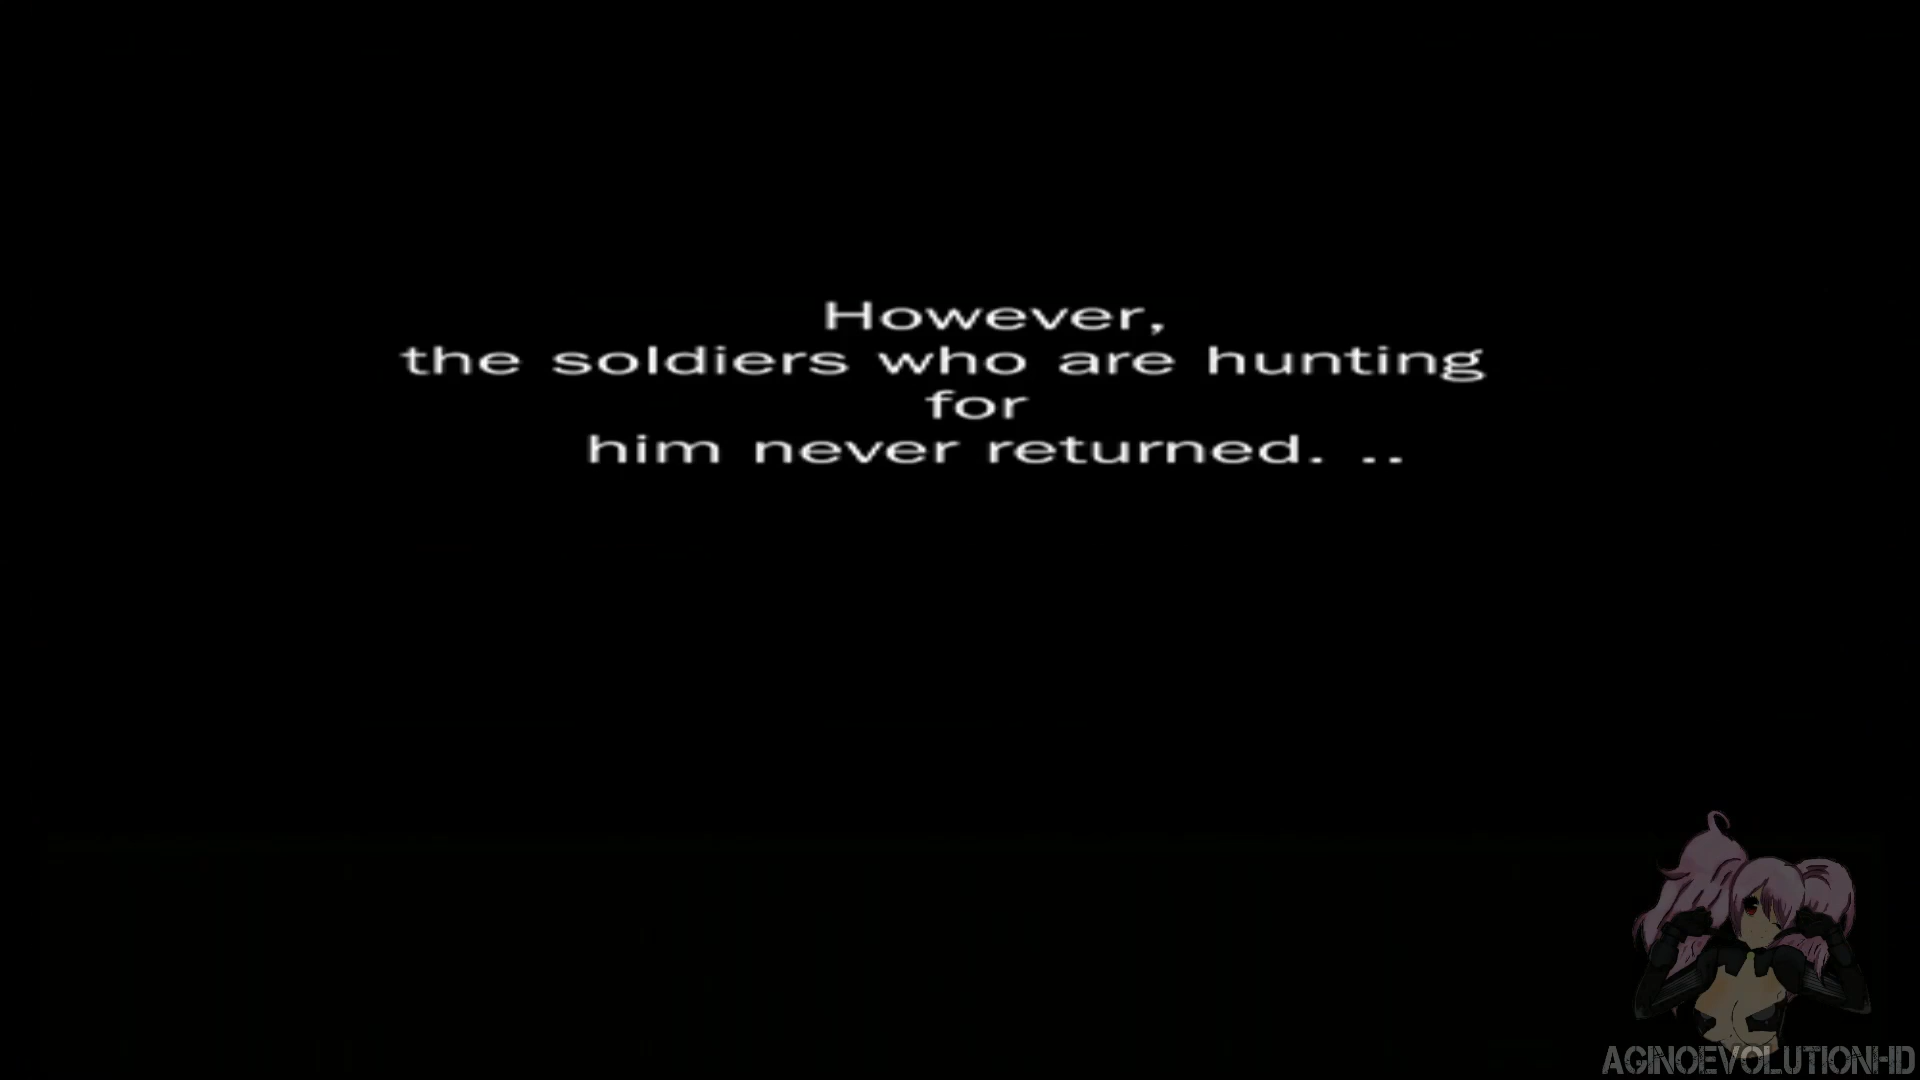 However,
the soldiers who are hunting
for
him never returned. ..
AGINOEVOLUTIONHD